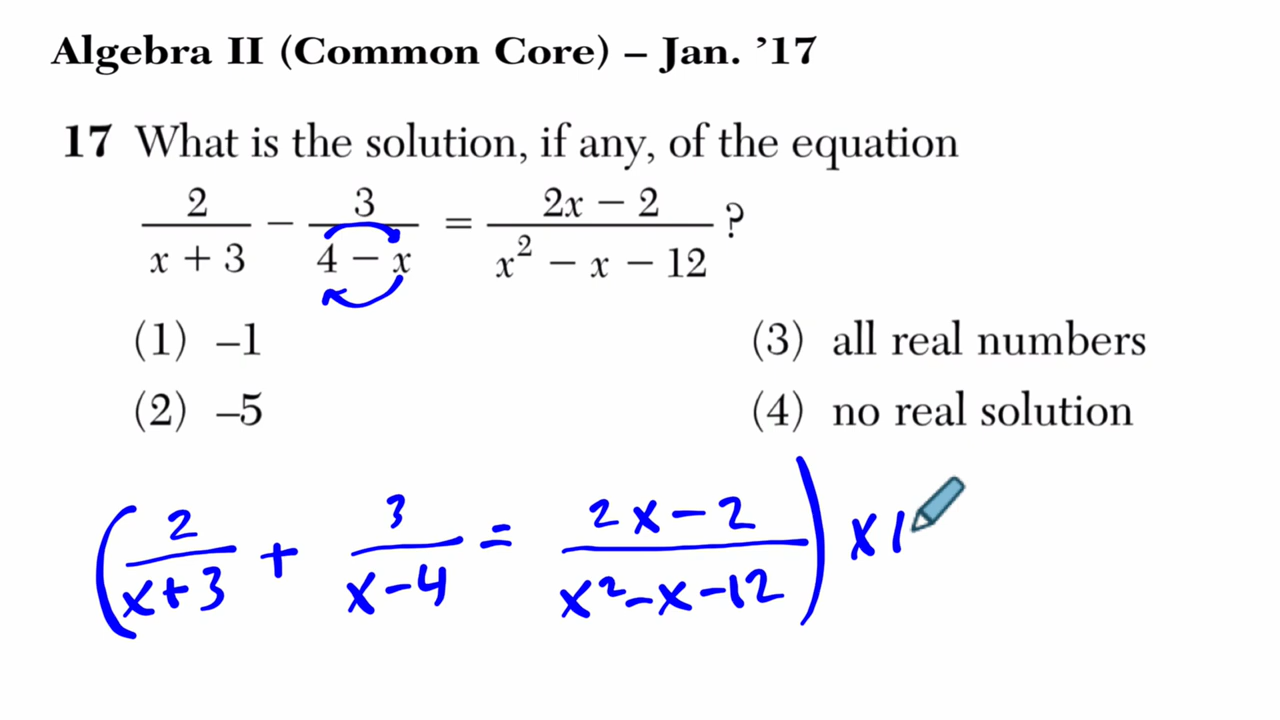 Algebra II (Common Core) – Jan. ’17
17 What is the solution, if any, of the equation
2/(x + 3) − 3/(4 − x) = (2x − 2)/(x² − x − 12) ?
(1) –1 (3) all real numbers
(2) –5 (4) no real solution
(2/(x+3) + 3/(x−4) = (2x−2)/(x²−x−12)) x